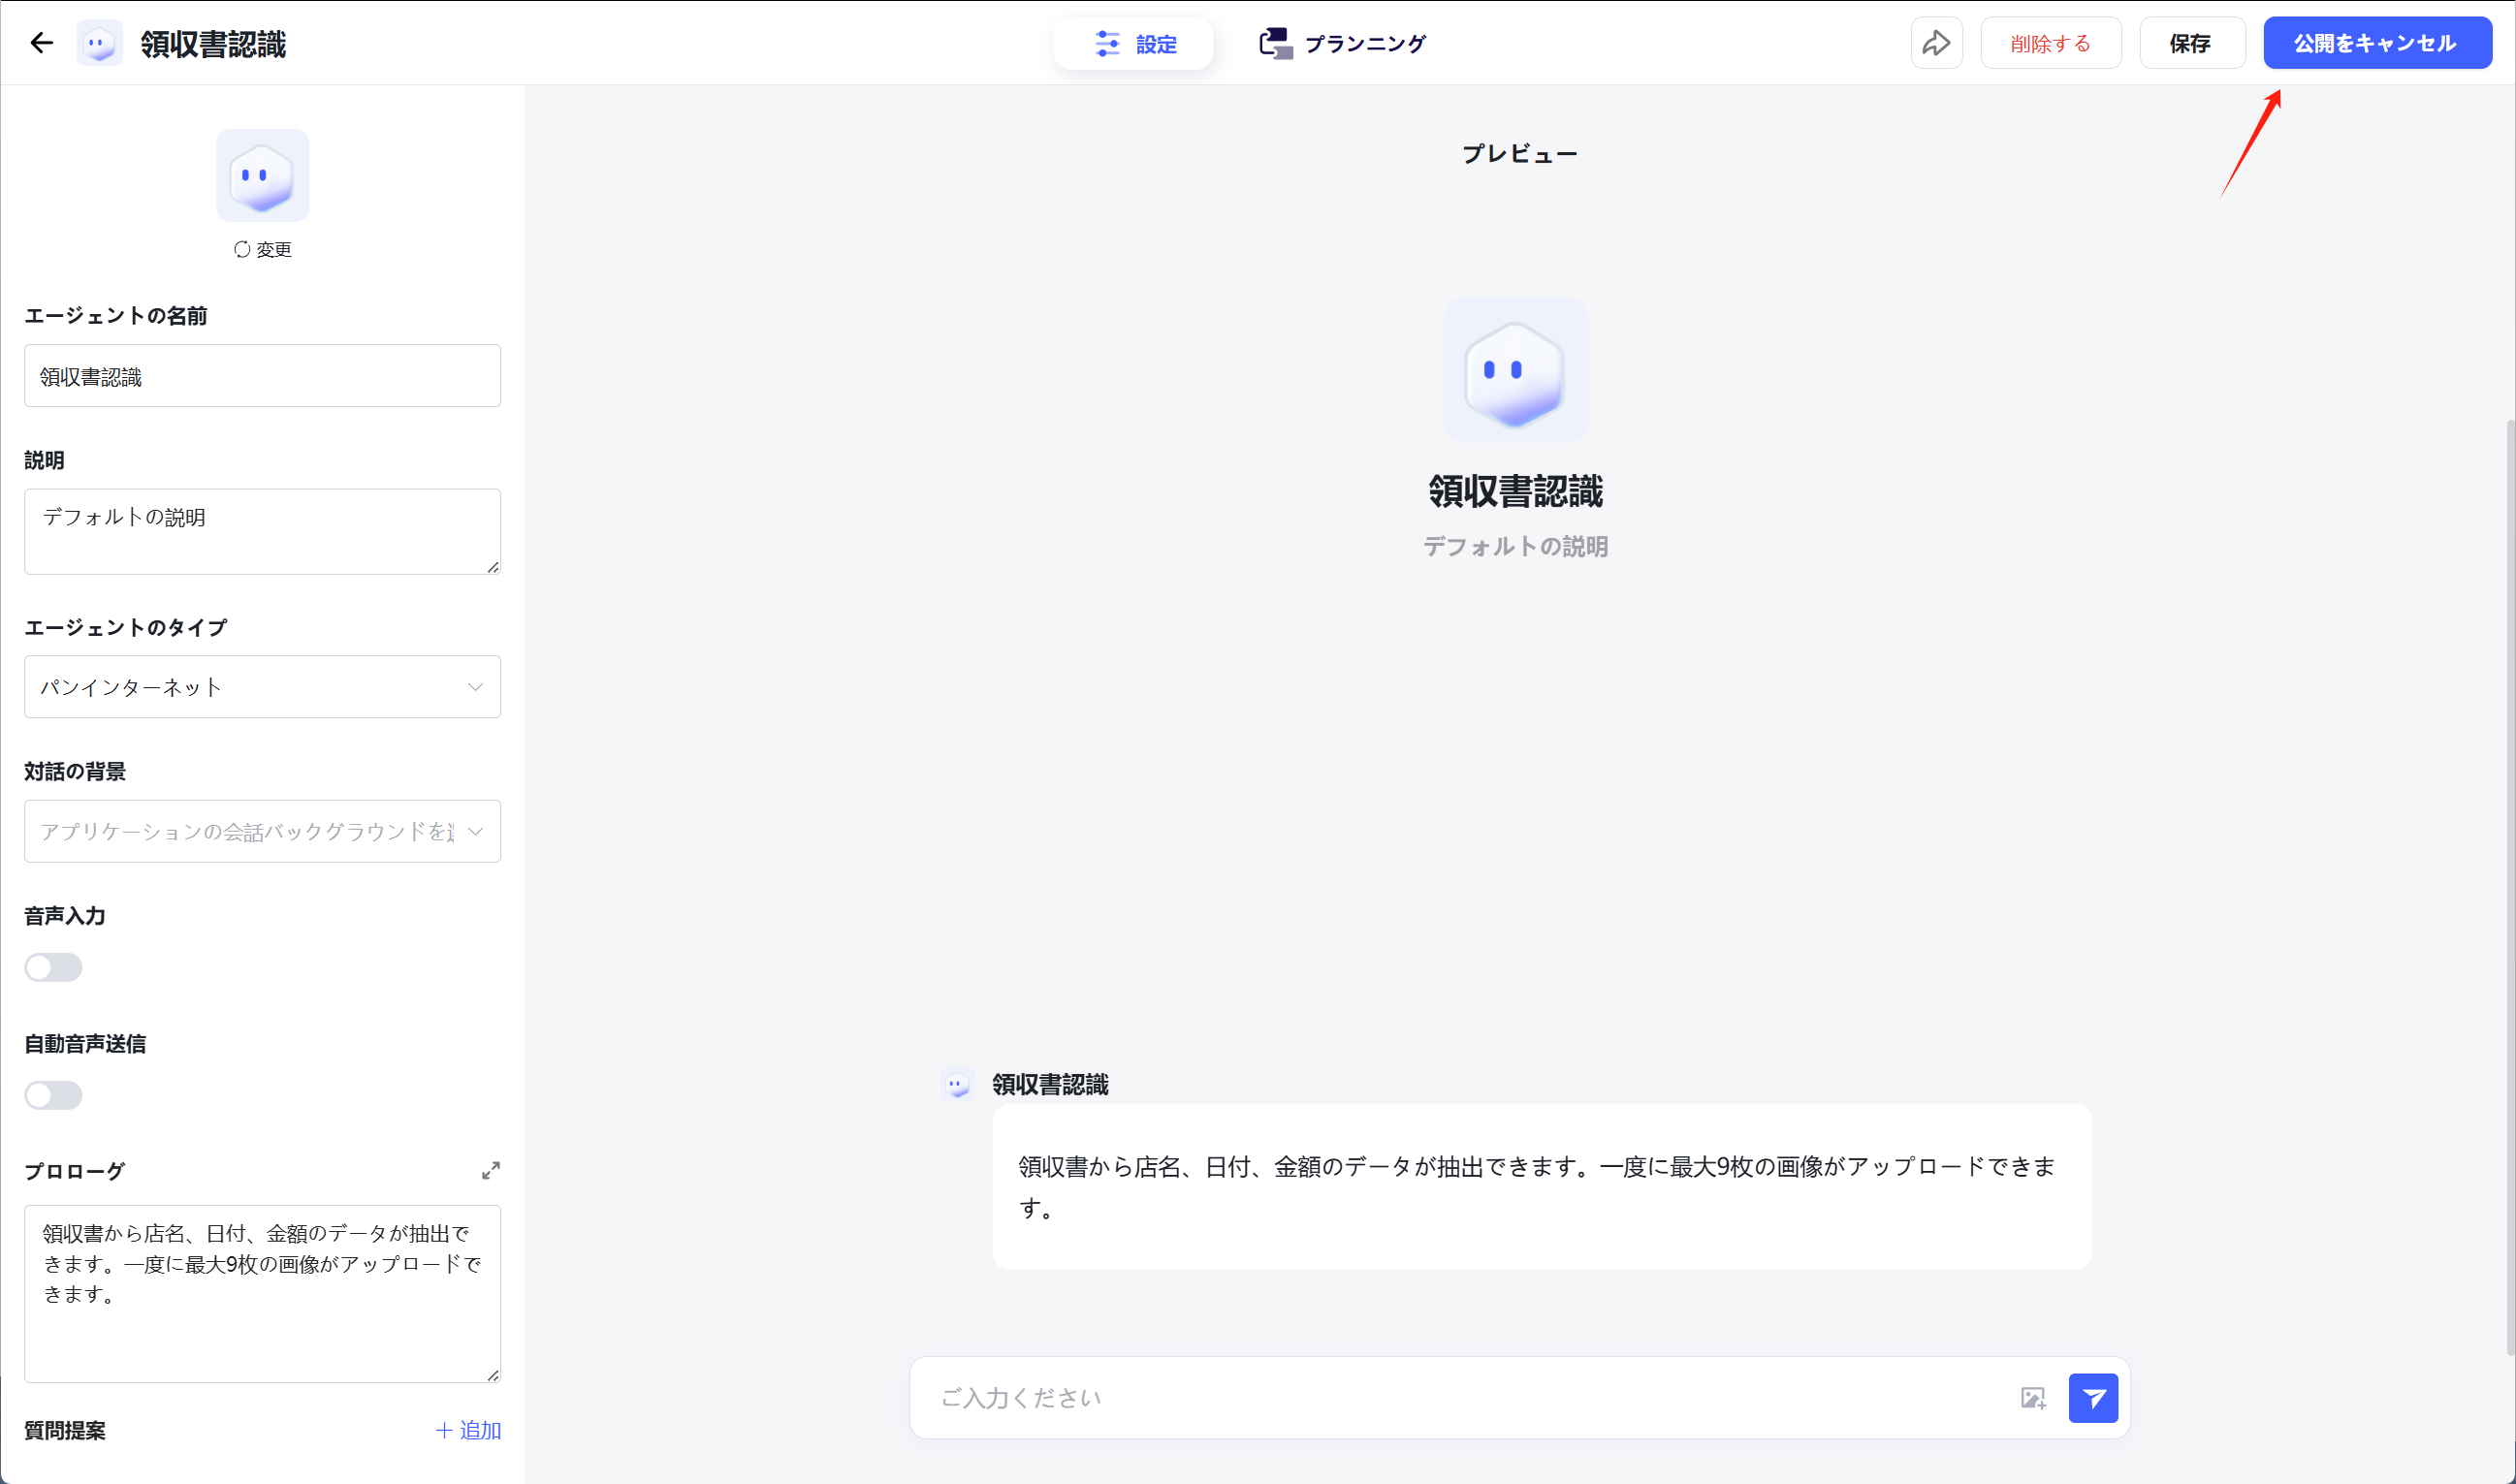 領収書認識
設定
プランニング
削除する
保存
公開をキャンセル
変更
エージェントの名前
領収書認識
説明
デフォルトの説明
エージェントのタイプ
パンインターネット
対話の背景
アプリケーションの会話バックグラウンドを
音声入力
自動音声送信
プロローグ
領収書から店名、日付、金額のデータが抽出で
きます。一度に最大9枚の画像がアップロードで
きます。
質問提案
追加
プレビュー
領収書認識
デフォルトの説明
領収書認識
領収書から店名、日付、金額のデータが抽出できます。一度に最大9枚の画像がアップロードできま
す。
ご入力ください